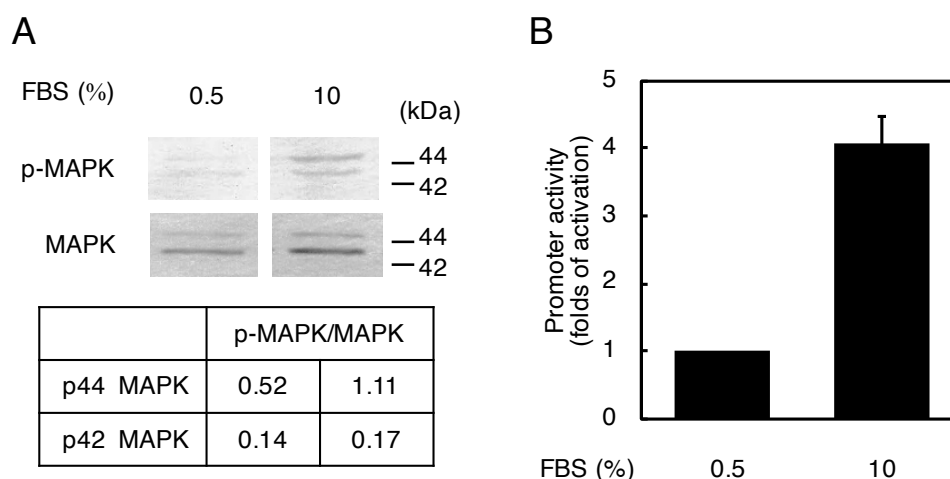 A
FBS (%) 0.5 10 (kDa)
p-MAPK 44
42
MAPK 44
42
p-MAPK/MAPK
p44 MAPK 0.52 1.11
p42 MAPK 0.14 0.17
B
Promoter activity
(folds of activation)
5
4
3
2
1
0
FBS (%) 0.5 10